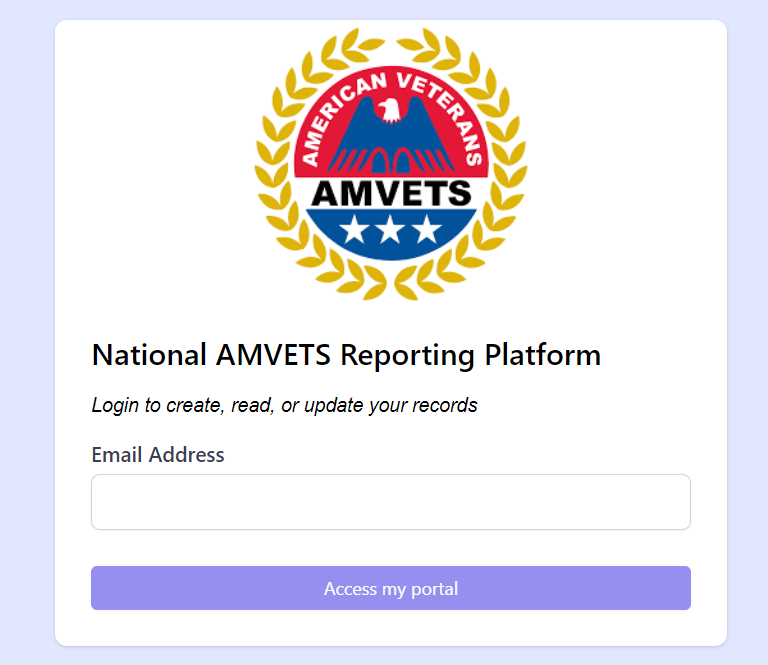 AMERICAN VETERANS
AMVETS
National AMVETS Reporting Platform
Login to create, read, or update your records
Email Address
Access my portal